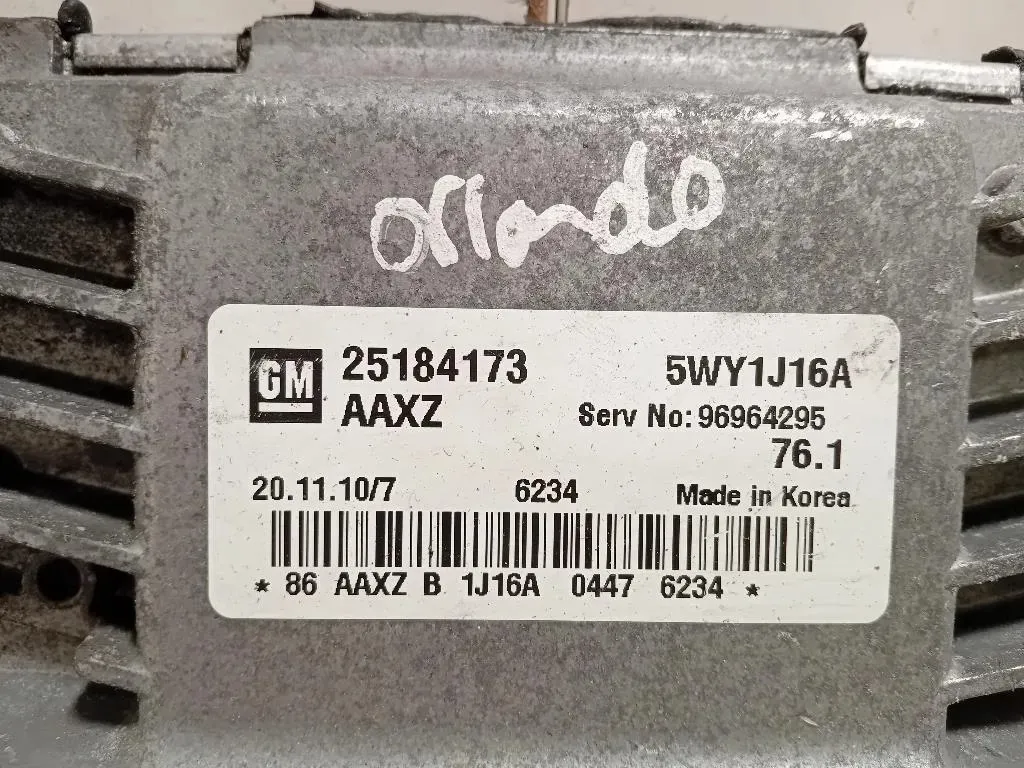 orlando
GM 25184173 5WY1J16A
AAXZ Serv No: 96964295
76.1
20.11.10/7 6234 Made in Korea
* 86 AAXZ B 1J16A 0447 6234 *